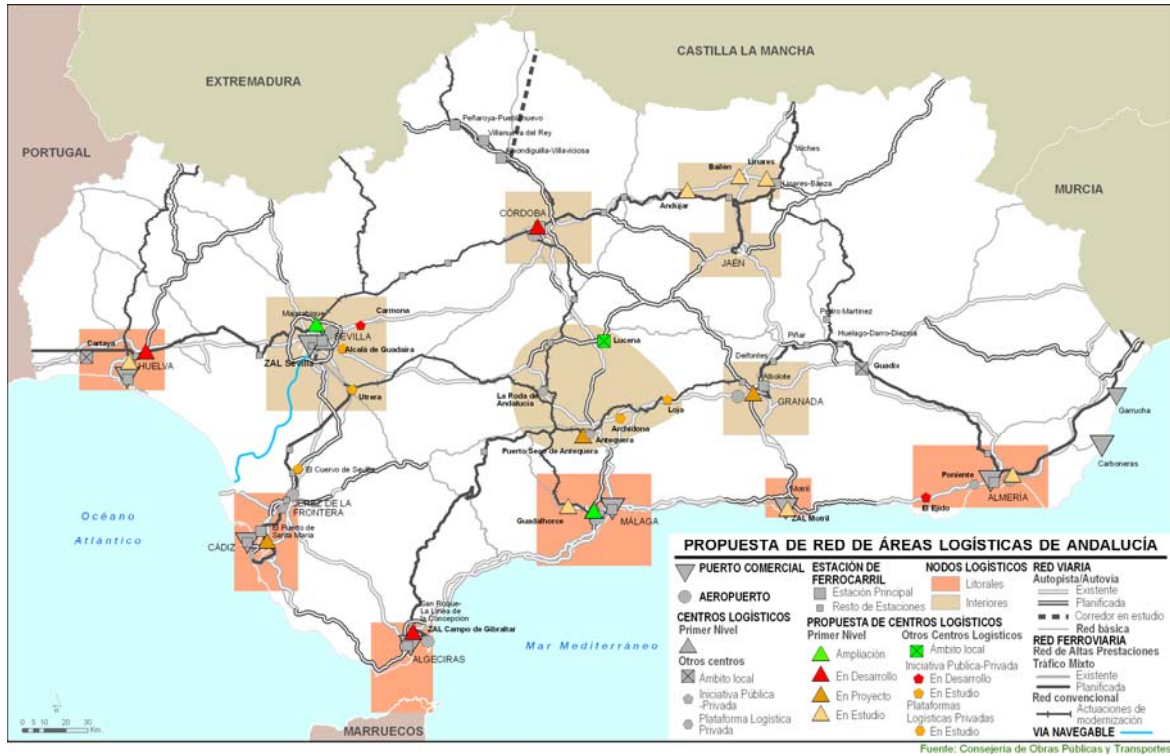 CASTILLA LA MANCHA
EXTREMADURA
PORTUGAL
MURCIA
Peñaroya-Pueblonuevo
Villanueva del Rey
Alhondiguilla-Villaviciosa
Vilches
Bailén
Linares
Linares-Baeza
Andújar
CÓRDOBA
JAÉN
Carmona
Majarabique
SEVILLA
Alcalá de Guadaira
ZAL Sevilla
Utrera
Cartaya
HUELVA
Lucena
Pedro Martinez
Piñar
Huelago-Darro-Diezma
Deifontes
Guadix
Albolote
GRANADA
La Roda de
Andalucía
Loja
Archidona
Antequera
Puerto Seco de Antequera
Garrucha
Carboneras
El Cuervo de Sevilla
JEREZ DE LA
FRONTERA
El Puerto de
Santa María
CÁDIZ
Océano
Atlántico
Guadalhorce
MÁLAGA
Motril
ZAL Motril
Poniente
ALMERÍA
El Ejido
San Roque-
La Línea de
la Concepción
ZAL Campo de Gibraltar
ALGECIRAS
Mar Mediterráneo
MARRUECOS
0 5 10 20 30
Km.
PROPUESTA DE RED DE ÁREAS LOGÍSTICAS DE ANDALUCÍA
PUERTO COMERCIAL
AEROPUERTO
CENTROS LOGÍSTICOS
Primer Nivel
Otros centros
Ámbito local
Iniciativa Pública
-Privada
Plataforma Logística
Privada
ESTACIÓN DE
FERROCARRIL
Estación Principal
Resto de Estaciones
NODOS LOGÍSTICOS
Litorales
Interiores
PROPUESTA DE CENTROS LOGÍSTICOS
Primer Nivel
Ampliación
En Desarrollo
En Proyecto
En Estudio
Otros Centros Logísticos
Ámbito local
Iniciativa Publica-Privada
En Desarrollo
En Estudio
Plataformas
Logísticas Privadas
En Estudio
RED VIARIA
Autopista/Autovia
Existente
Planificada
Corredor en estudio
Red básica
RED FERROVIARIA
Red de Altas Prestaciones
Tráfico Mixto
Existente
Planificada
Red convencional
Actuaciones de
modernización
VIA NAVEGABLE
Fuente: Consejería de Obras Públicas y Transportes